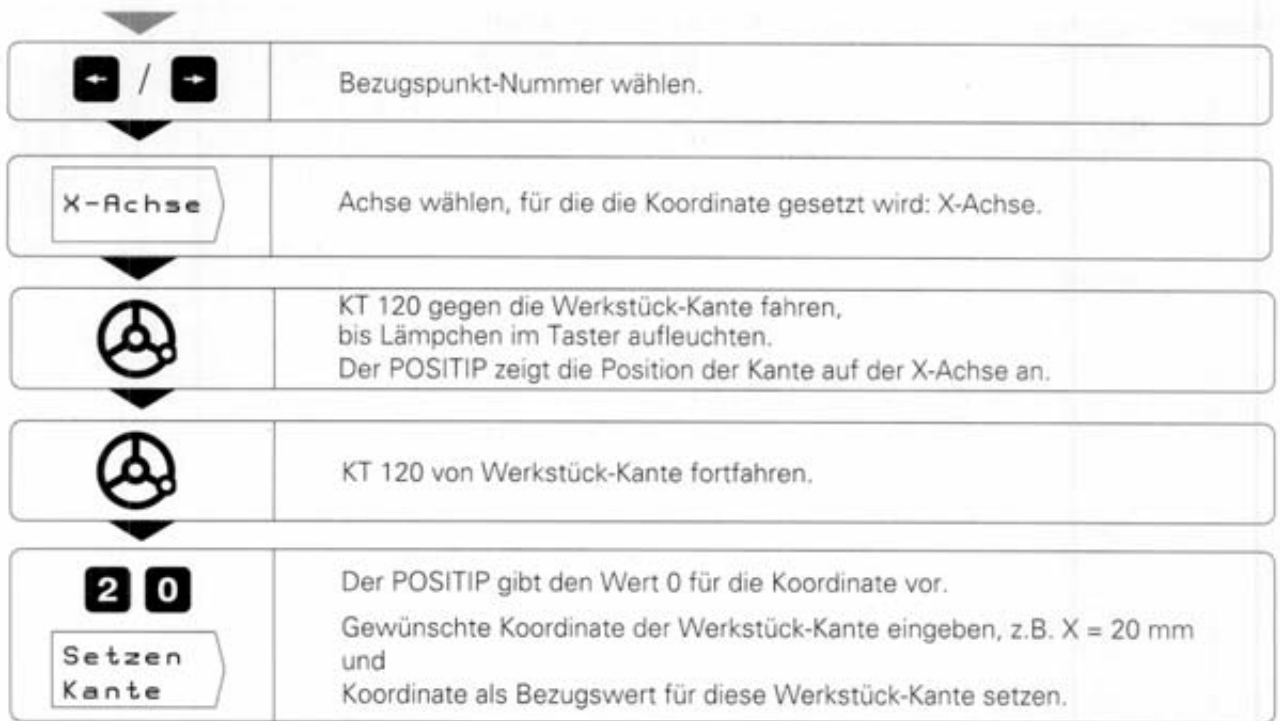 ← / →
Bezugspunkt-Nummer wählen.
X-Achse
Achse wählen, für die die Koordinate gesetzt wird: X-Achse.
KT 120 gegen die Werkstück-Kante fahren,
bis Lämpchen im Taster aufleuchten.
Der POSITIP zeigt die Position der Kante auf der X-Achse an.
KT 120 von Werkstück-Kante fortfahren.
2 0
Setzen
Kante
Der POSITIP gibt den Wert 0 für die Koordinate vor.
Gewünschte Koordinate der Werkstück-Kante eingeben, z.B. X = 20 mm
und
Koordinate als Bezugswert für diese Werkstück-Kante setzen.